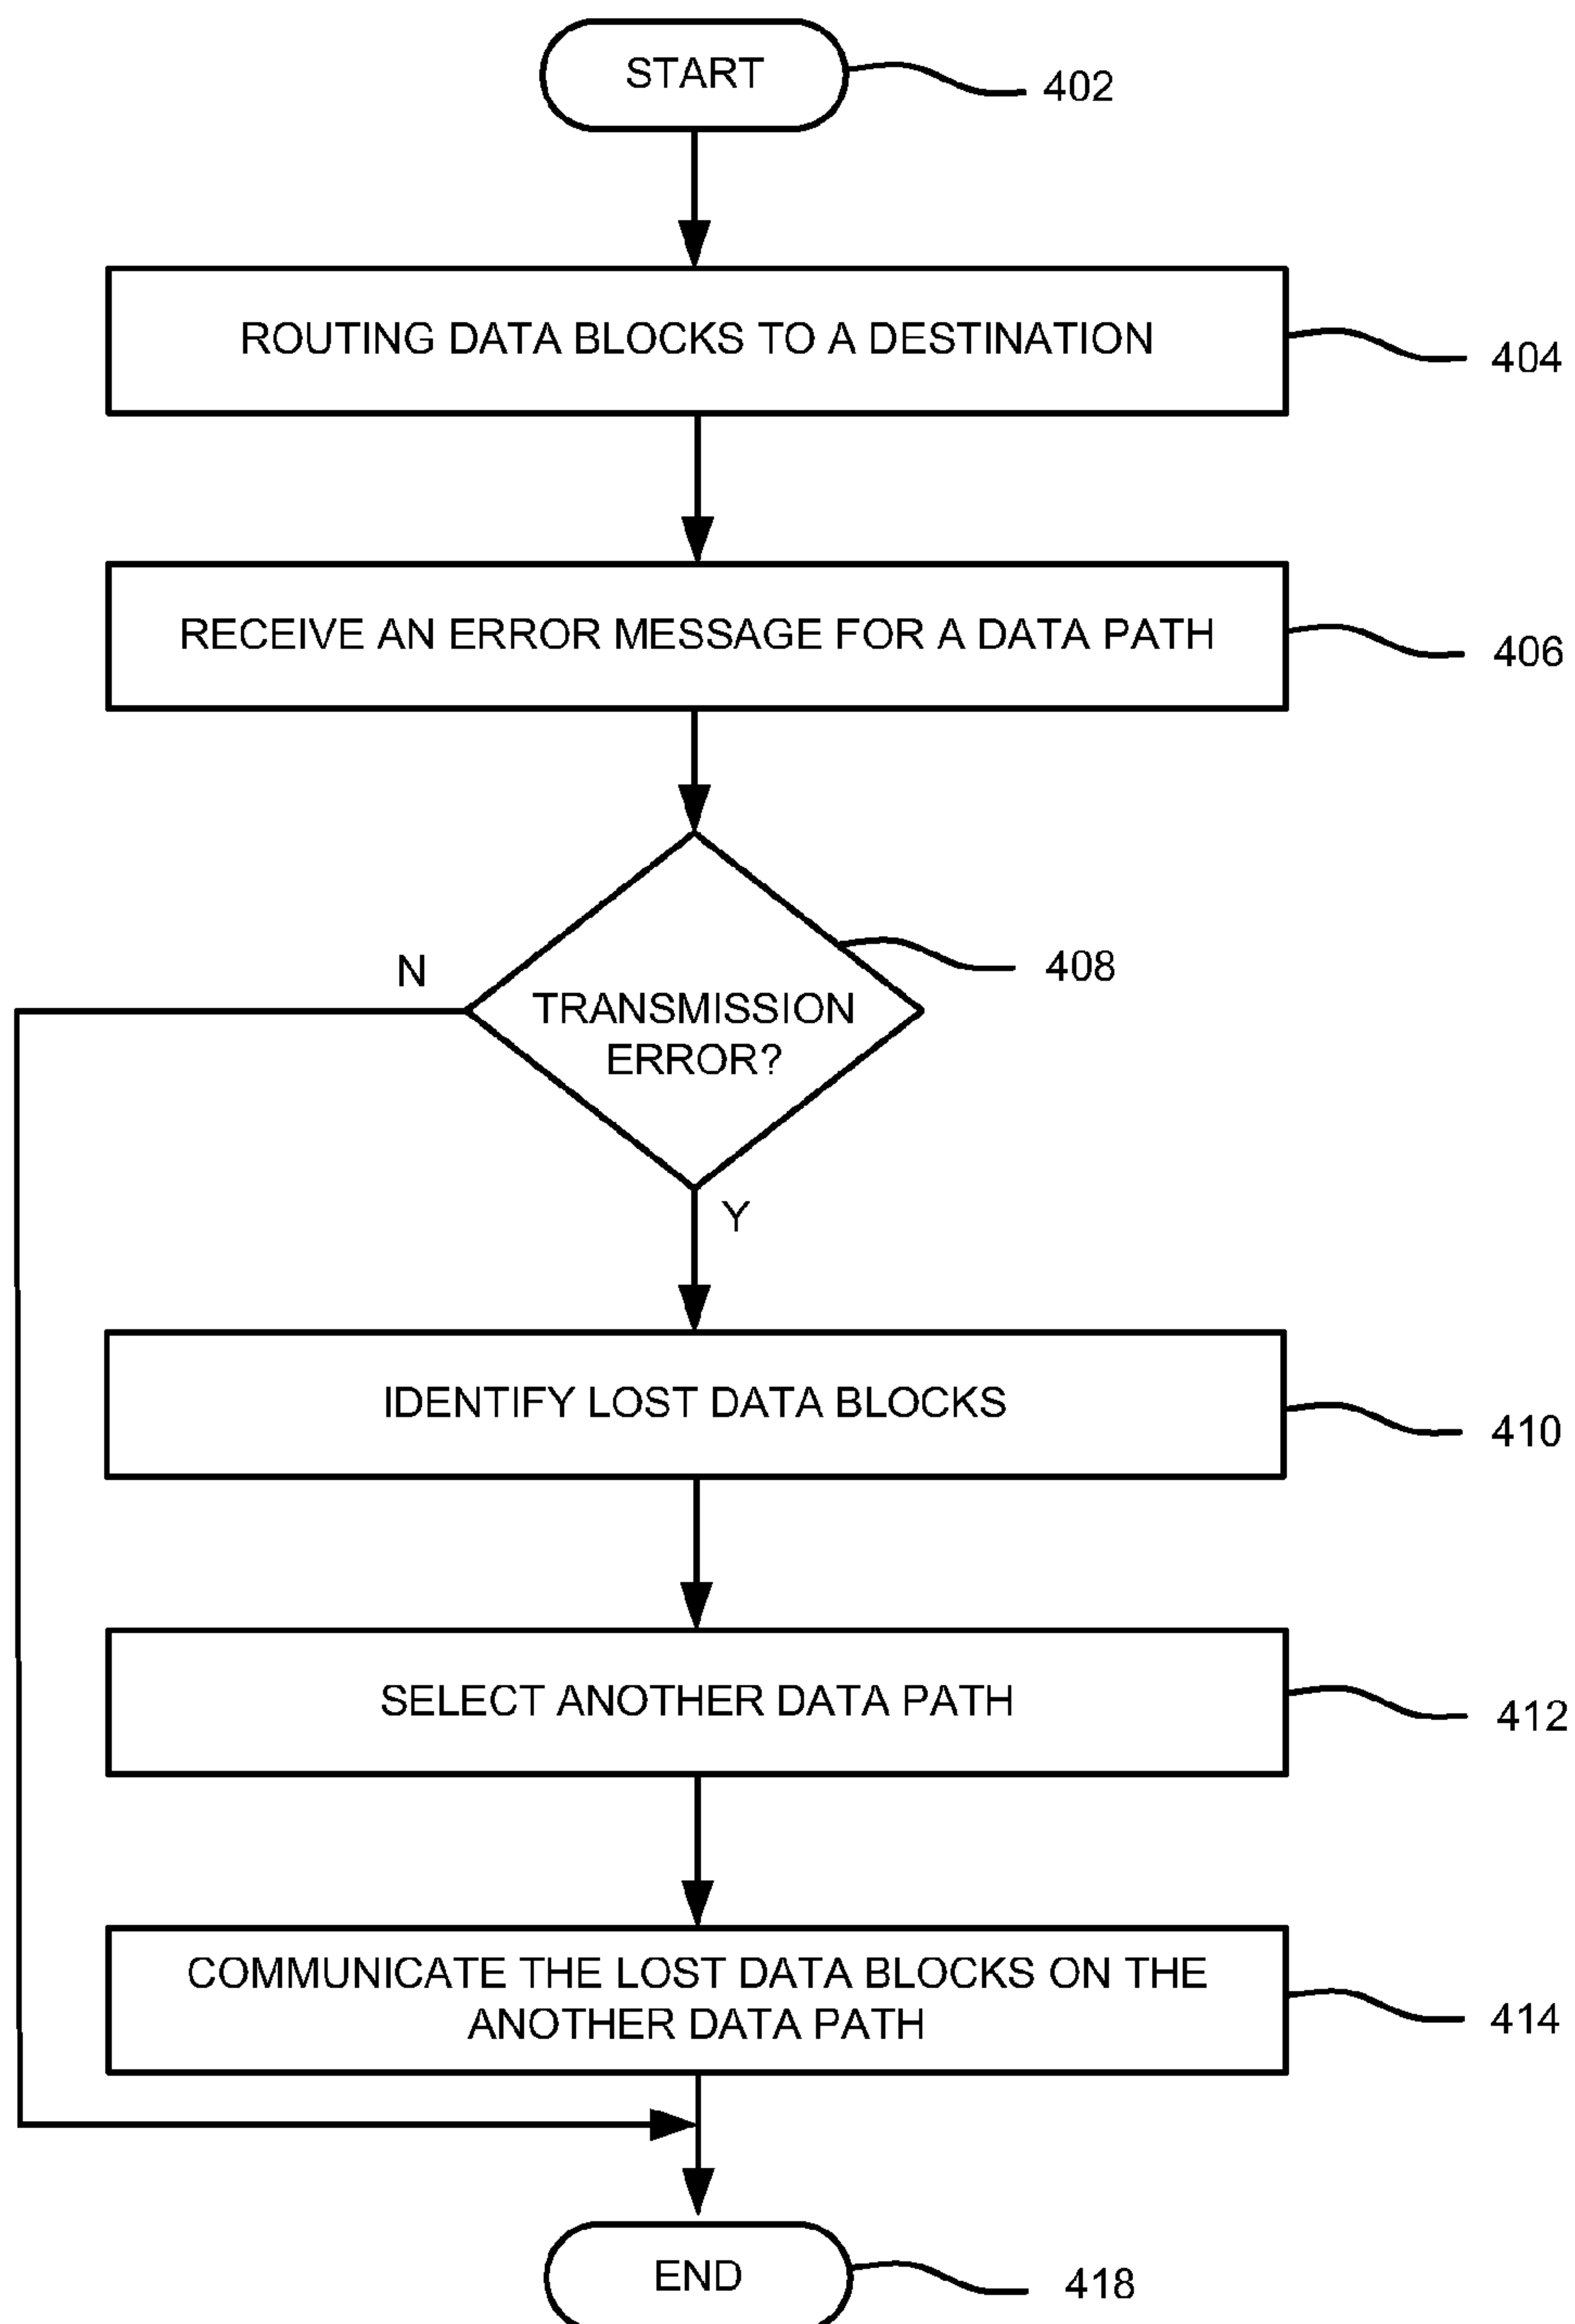 START
402
ROUTING DATA BLOCKS TO A DESTINATION
404
RECEIVE AN ERROR MESSAGE FOR A DATA PATH
406
N
408
TRANSMISSION
ERROR?
Y
IDENTIFY LOST DATA BLOCKS
410
SELECT ANOTHER DATA PATH
412
COMMUNICATE THE LOST DATA BLOCKS ON THE
ANOTHER DATA PATH
414
END
418